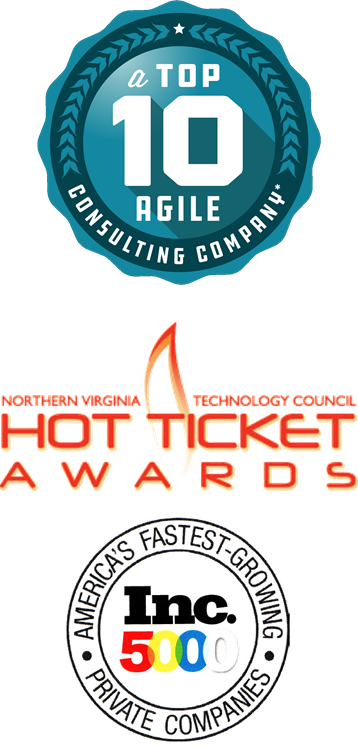 a TOP
10
AGILE
CONSULTING COMPANY*
NORTHERN VIRGINIA TECHNOLOGY COUNCIL
HOT TICKET
AWARDS
AMERICA'S FASTEST-GROWING
Inc.
5000
PRIVATE COMPANIES